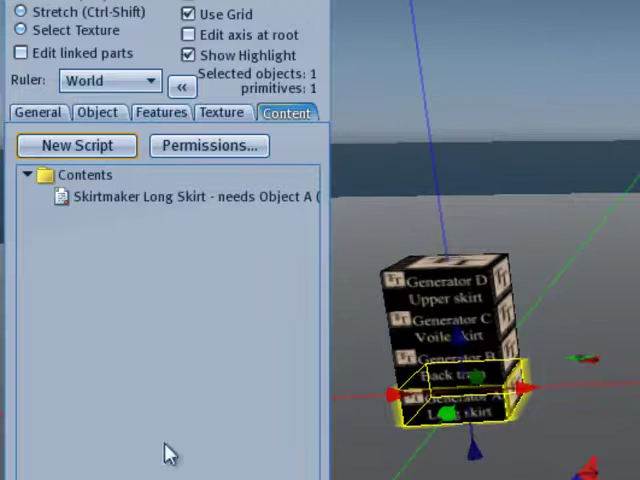 Stretch (Ctrl-Shift)
Select Texture
Edit linked parts
Use Grid
Edit axis at root
Show Highlight
Ruler: World
«
Selected objects: 1
primitives: 1
General Object Features Texture Content
New Script Permissions...
Contents
Skirtmaker Long Skirt - needs Object A (
Generator D
Upper skirt
Generator C
Voile skirt
Generator B
Back train
Generator A
Long skirt